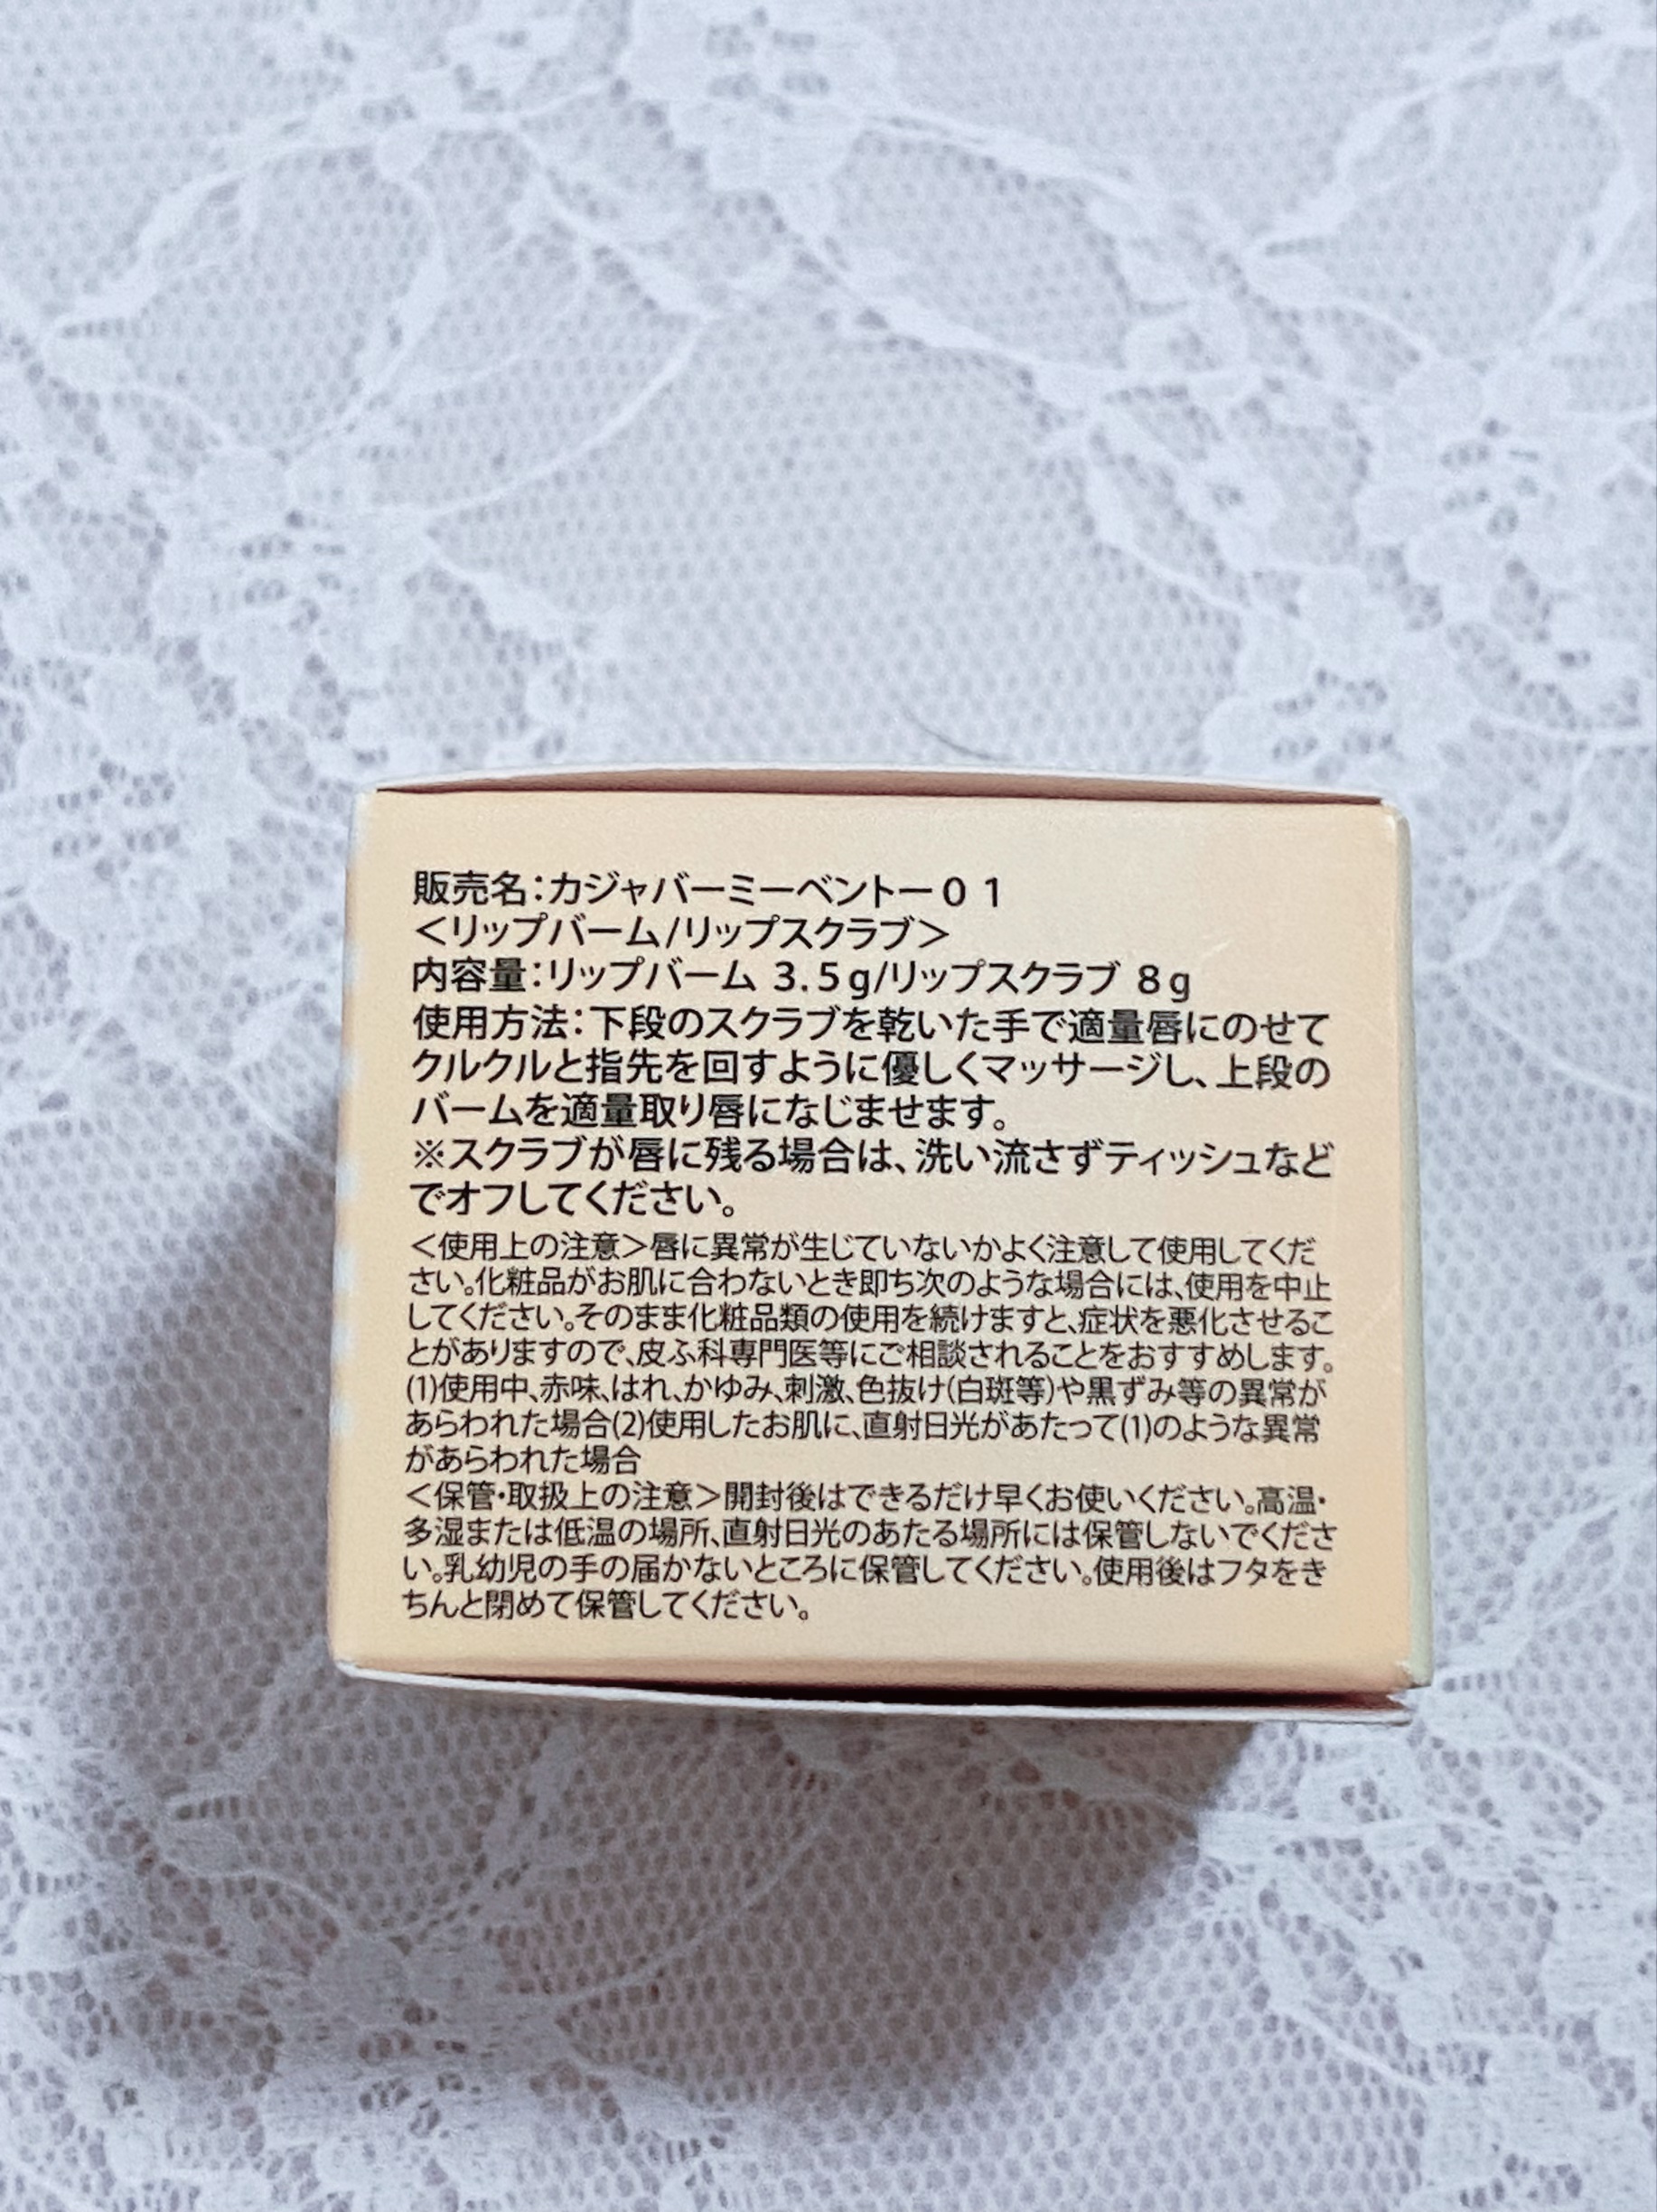 販売名：カジャバーミーベントー０１
＜リップバーム/リップスクラブ＞
内容量：リップバーム 3.5g/リップスクラブ 8g
使用方法：下段のスクラブを乾いた手で適量唇にのせて
クルクルと指先を回すように優しくマッサージし、上段の
バームを適量取り唇になじませます。
※スクラブが唇に残る場合は、洗い流さずティッシュなど
でオフしてください。
＜使用上の注意＞唇に異常が生じていないかよく注意して使用してくだ
さい。化粧品がお肌に合わないとき即ち次のような場合には、使用を中止
してください。そのまま化粧品類の使用を続けますと、症状を悪化させるこ
とがありますので、皮ふ科専門医等にご相談されることをおすすめします。
(1)使用中、赤味、はれ、かゆみ、刺激、色抜け(白斑等)や黒ずみ等の異常が
あらわれた場合(2)使用したお肌に、直射日光があたって(1)のような異常
があらわれた場合
＜保管・取扱上の注意＞開封後はできるだけ早くお使いください。高温・
多湿または低温の場所、直射日光のあたる場所には保管しないでくださ
い。乳幼児の手の届かないところに保管してください。使用後はフタをき
ちんと閉めて保管してください。